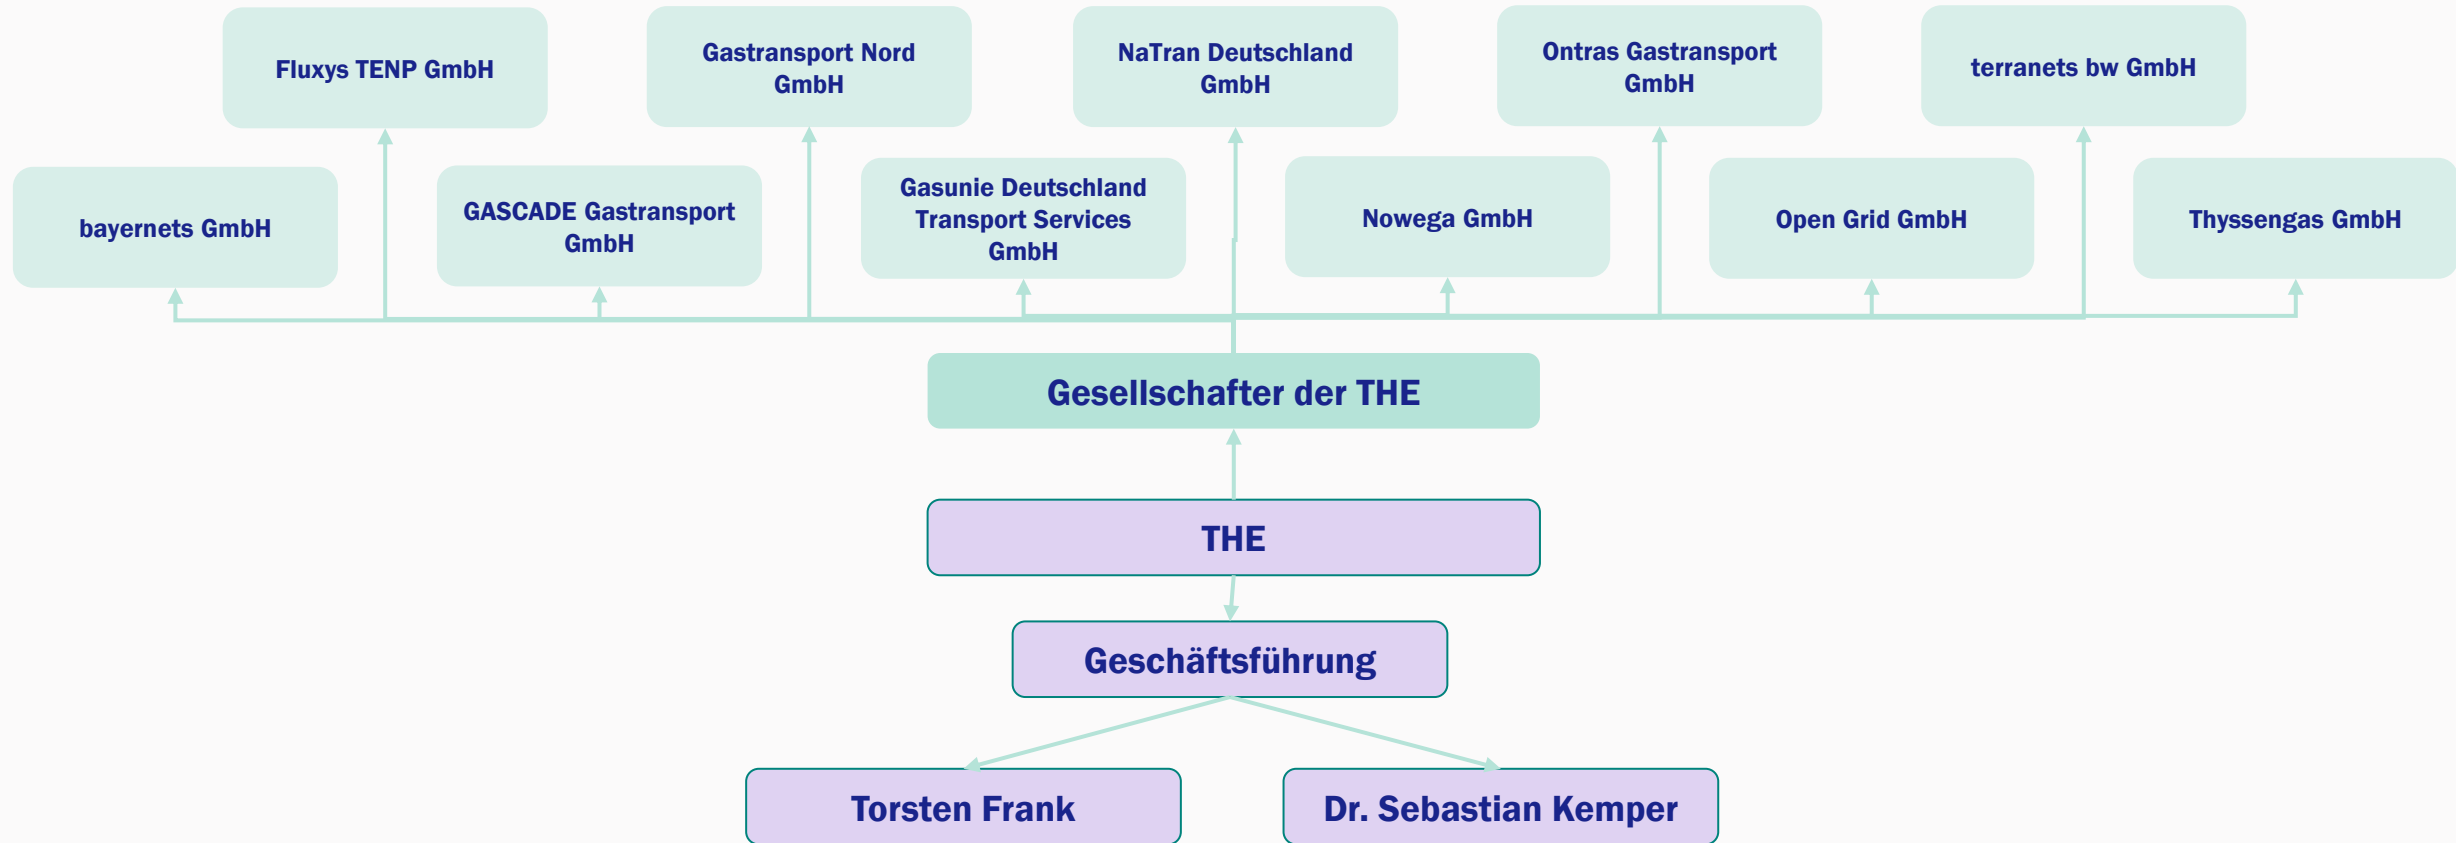 Fluxys TENP GmbH
Gastransport Nord
GmbH
NaTran Deutschland
GmbH
Ontras Gastransport
GmbH
terranets bw GmbH
bayernets GmbH
GASCADE Gastransport
GmbH
Gasunie Deutschland
Transport Services
GmbH
Nowega GmbH
Open Grid GmbH
Thyssengas GmbH
Gesellschafter der THE
THE
Geschäftsführung
Torsten Frank
Dr. Sebastian Kemper